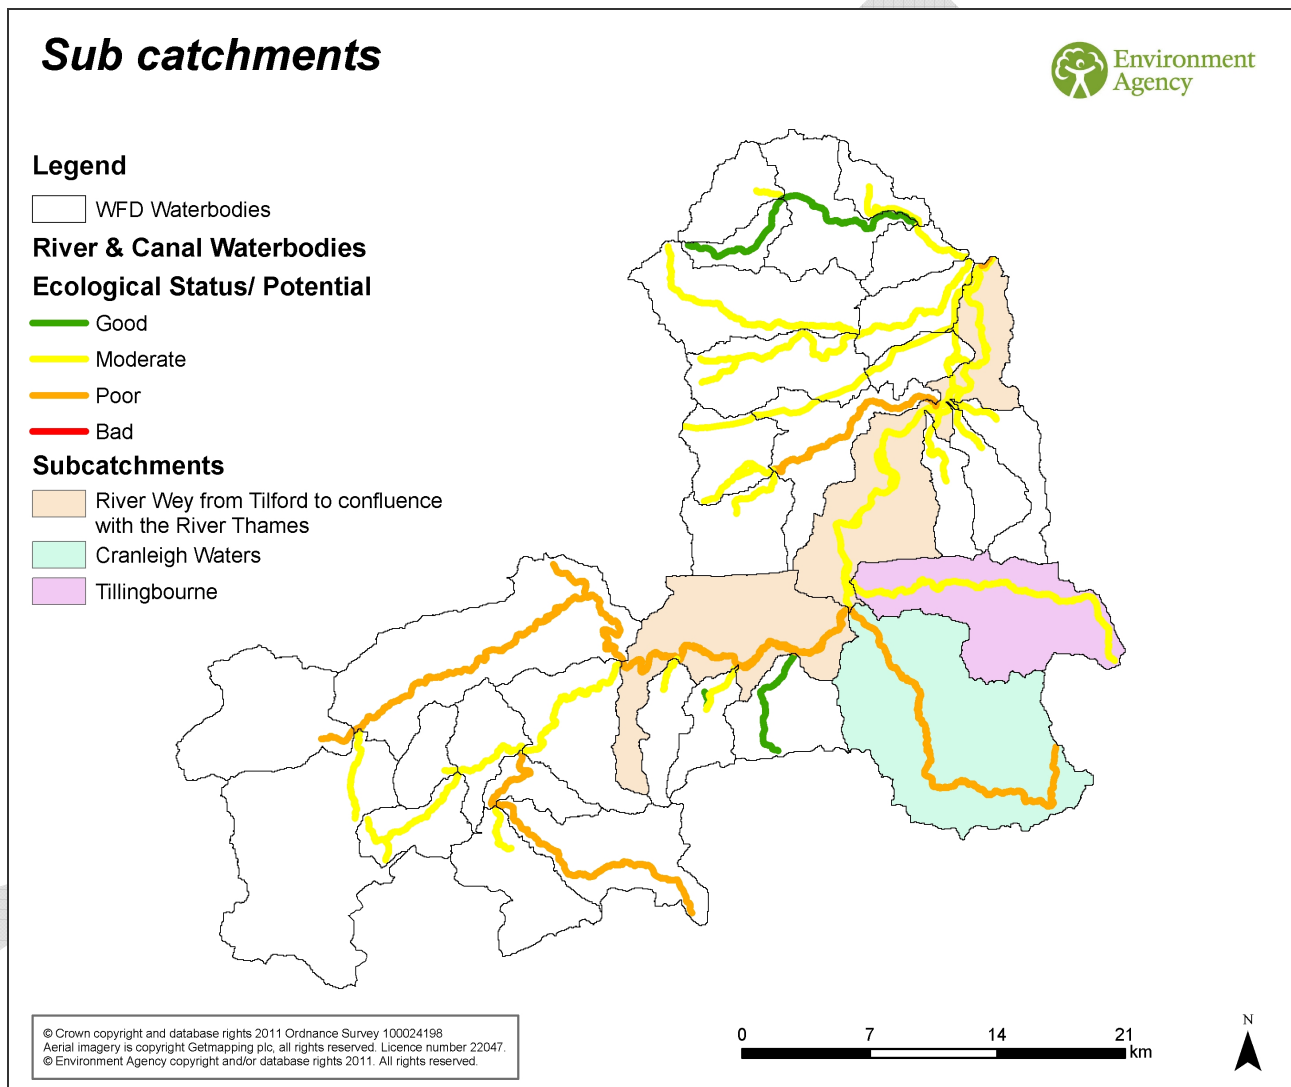 Sub catchments
Environment
Agency
Legend
WFD Waterbodies
River & Canal Waterbodies
Ecological Status/ Potential
Good
Moderate
Poor
Bad
Subcatchments
River Wey from Tilford to confluence
with the River Thames
Cranleigh Waters
Tillingbourne
© Crown copyright and database rights 2011 Ordnance Survey 100024198
Aerial imagery is copyright Getmapping plc, all rights reserved. Licence number 22047.
© Environment Agency copyright and/or database rights 2011. All rights reserved.
0 7 14 21
km
N